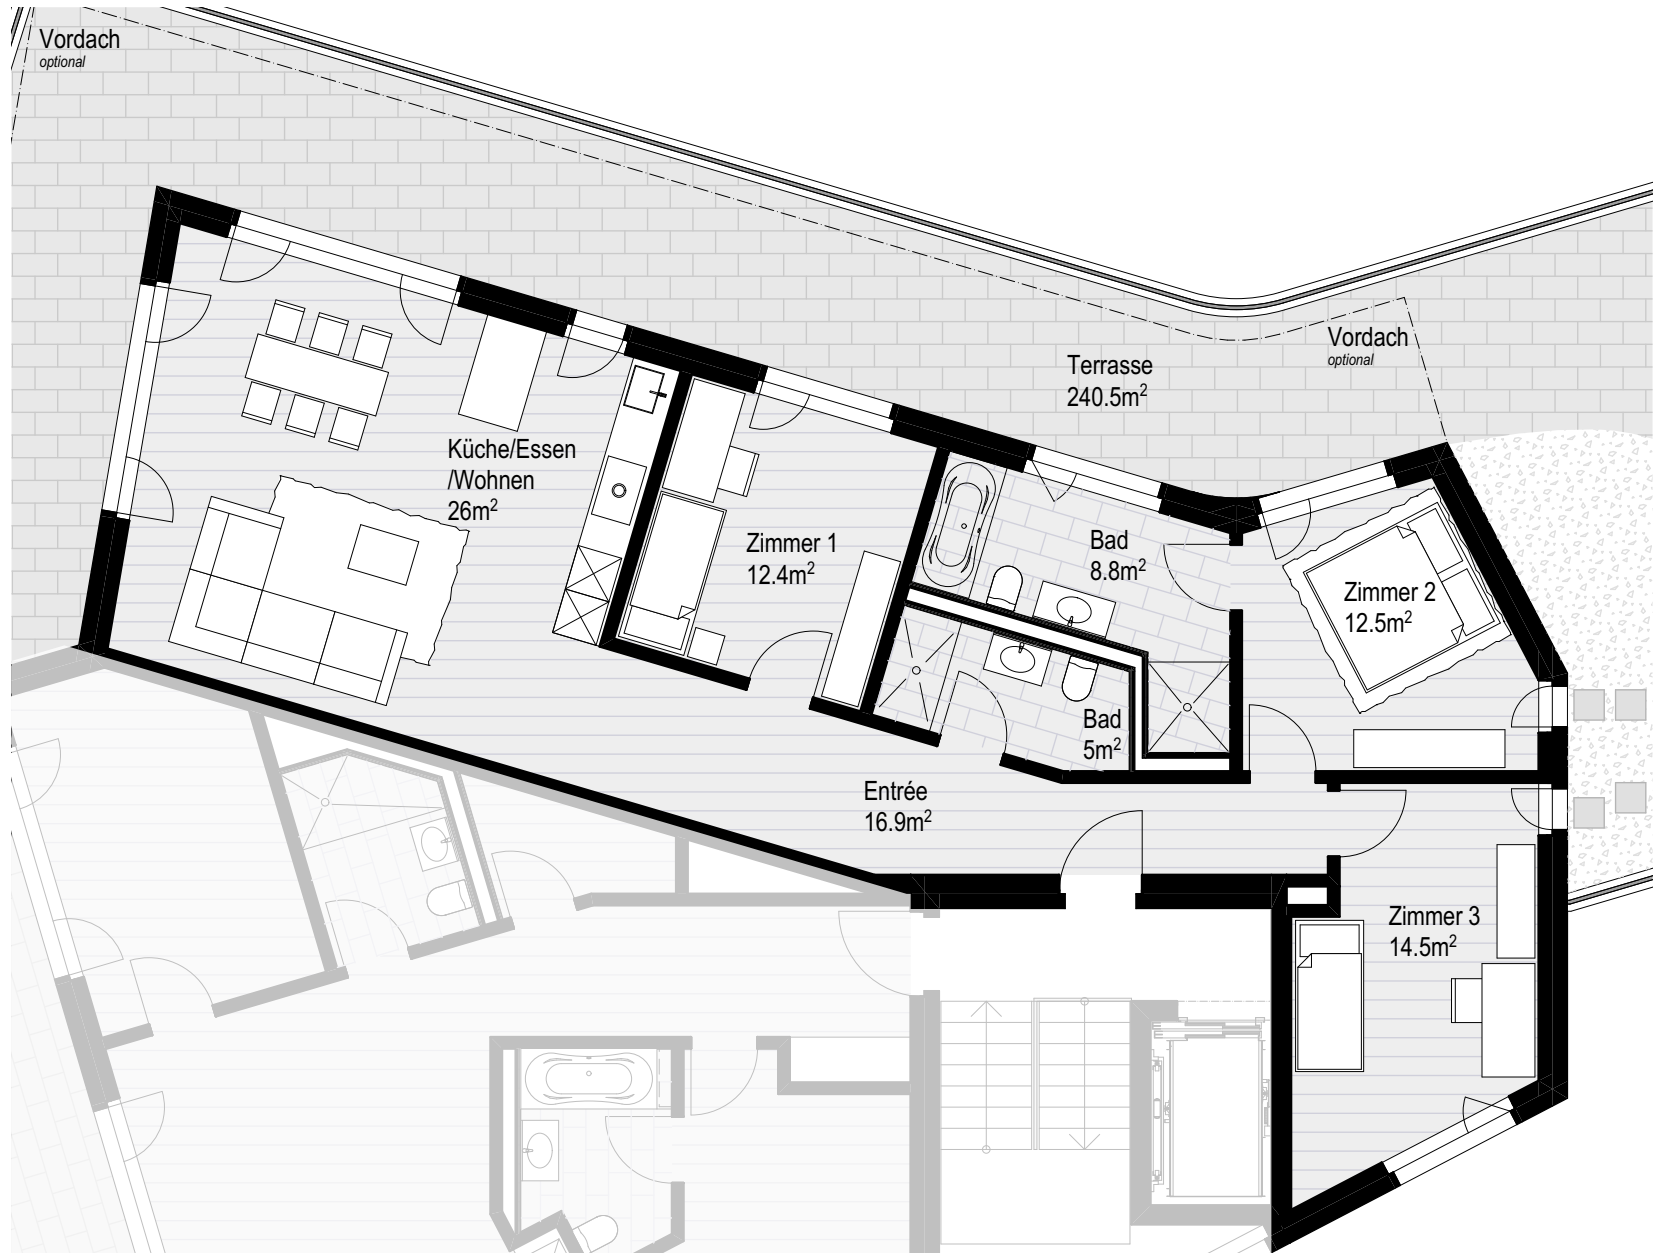 Vordach
optional
Vordach
optional
Terrasse
240.5m²
Küche/Essen
/Wohnen
26m²
Zimmer 1
12.4m²
Bad
8.8m²
Zimmer 2
12.5m²
Bad
5m²
Entrée
16.9m²
Zimmer 3
14.5m²